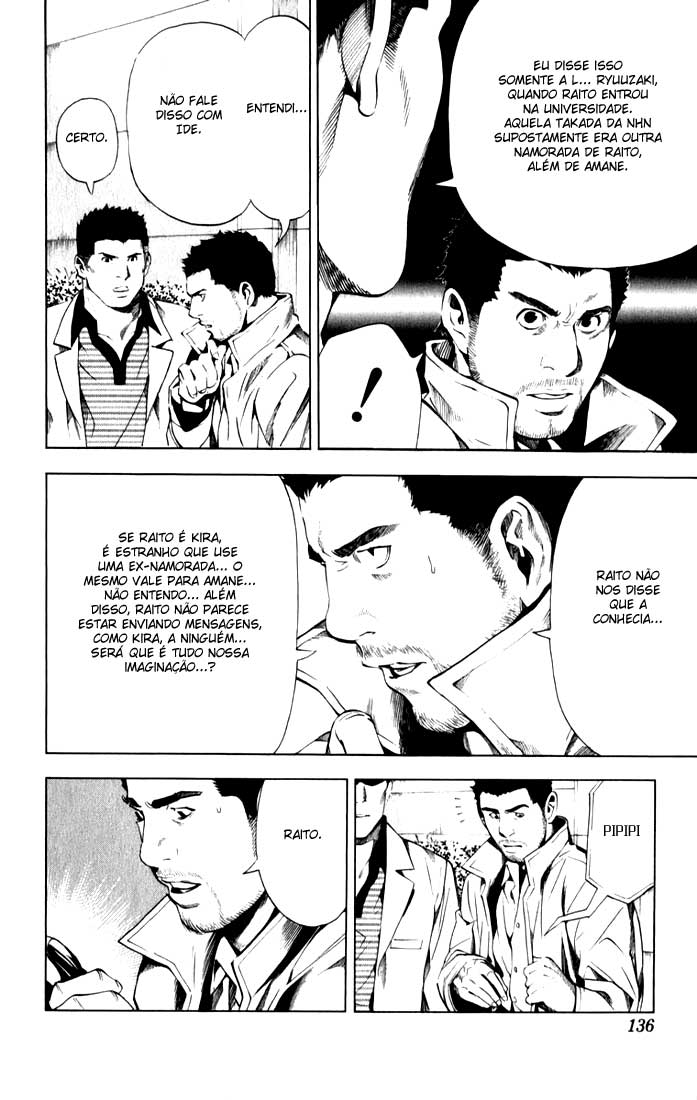 EU DISSE ISSO
SOMENTE A L... RYUUZAKI,
QUANDO RAITO ENTROU
NA UNIVERSIDADE.
AQUELA TAKADA DA NHN
SUPOSTAMENTE ERA OUTRA
NAMORADA DE RAITO,
ALÉM DE AMANE.
!
ENTENDI...
NÃO FALE
DISSO COM
IDE.
CERTO.
RAITO NÃO
NOS DISSE
QUE A
CONHECIA...
SE RAITO É KIRA,
É ESTRANHO QUE USE
UMA EX-NAMORADA... O
MESMO VALE PARA AMANE...
NÃO ENTENDO... ALÉM
DISSO, RAITO NÃO PARECE
ESTAR ENVIANDO MENSAGENS,
COMO KIRA, A NINGUÉM...
SERÁ QUE É TUDO NOSSA
IMAGINAÇÃO...?
PIPIPI
RAITO.
136